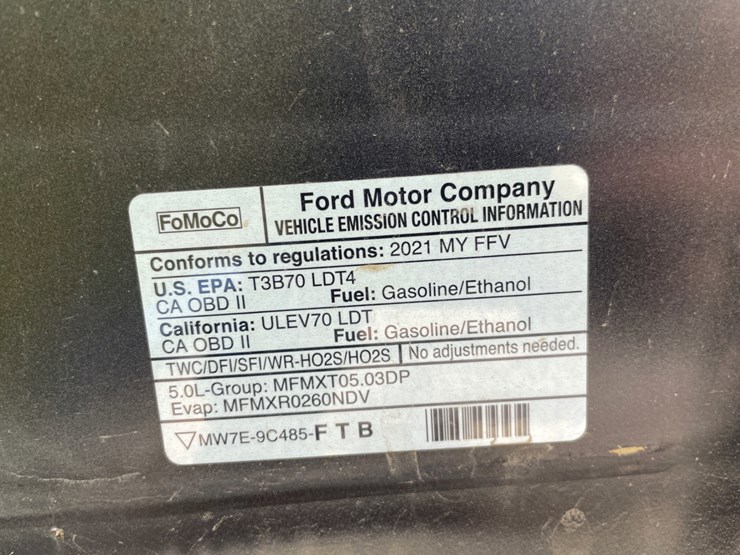 FoMoCo
Ford Motor Company
VEHICLE EMISSION CONTROL INFORMATION
Conforms to regulations: 2021 MY FFV
U.S. EPA: T3B70 LDT4
CA OBD II Fuel: Gasoline/Ethanol
California: ULEV70 LDT
CA OBD II Fuel: Gasoline/Ethanol
TWC/DFI/SFI/WR-HO2S/HO2S No adjustments needed.
5.0L-Group: MFMXT05.03DP
Evap: MFMXR0260NDV
MW7E-9C485-F T B